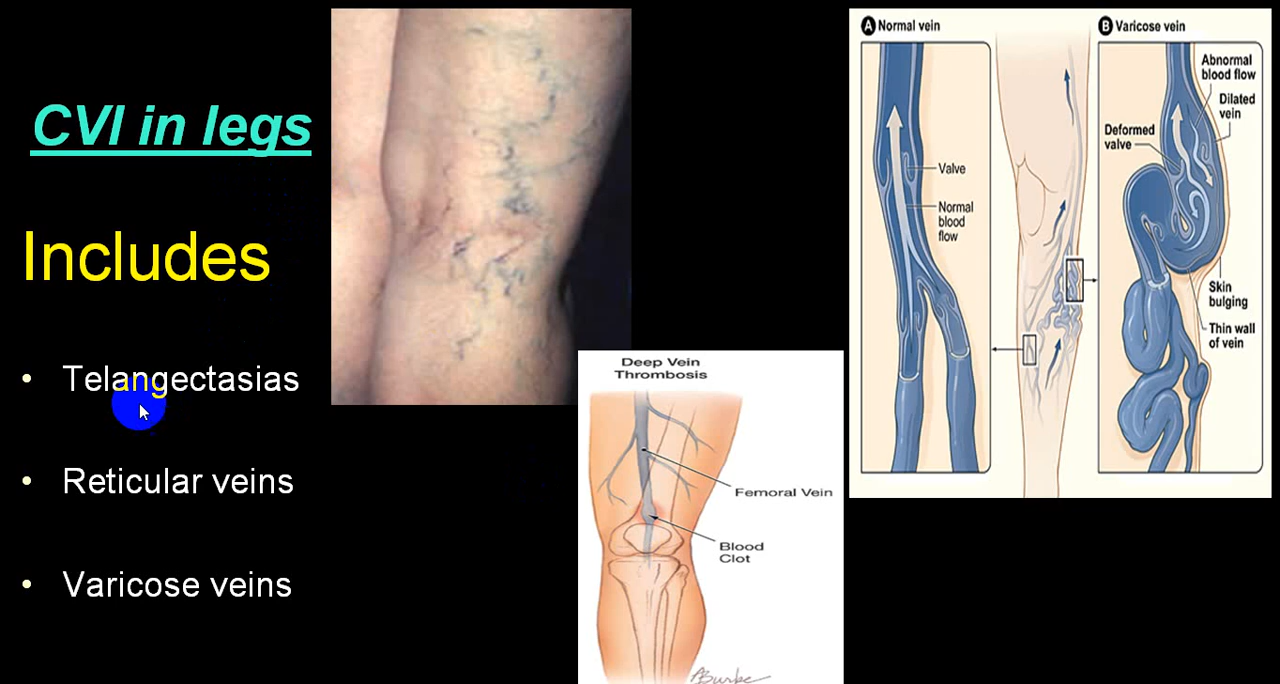 CVI in legs
Includes
• Telangectasias
• Reticular veins
• Varicose veins
Deep Vein
Thrombosis
Femoral Vein
Blood
Clot
ABurke
A Normal vein
Valve
Normal
blood
flow
B Varicose vein
Abnormal
blood flow
Dilated
vein
Deformed
valve
Skin
bulging
Thin wall
of vein